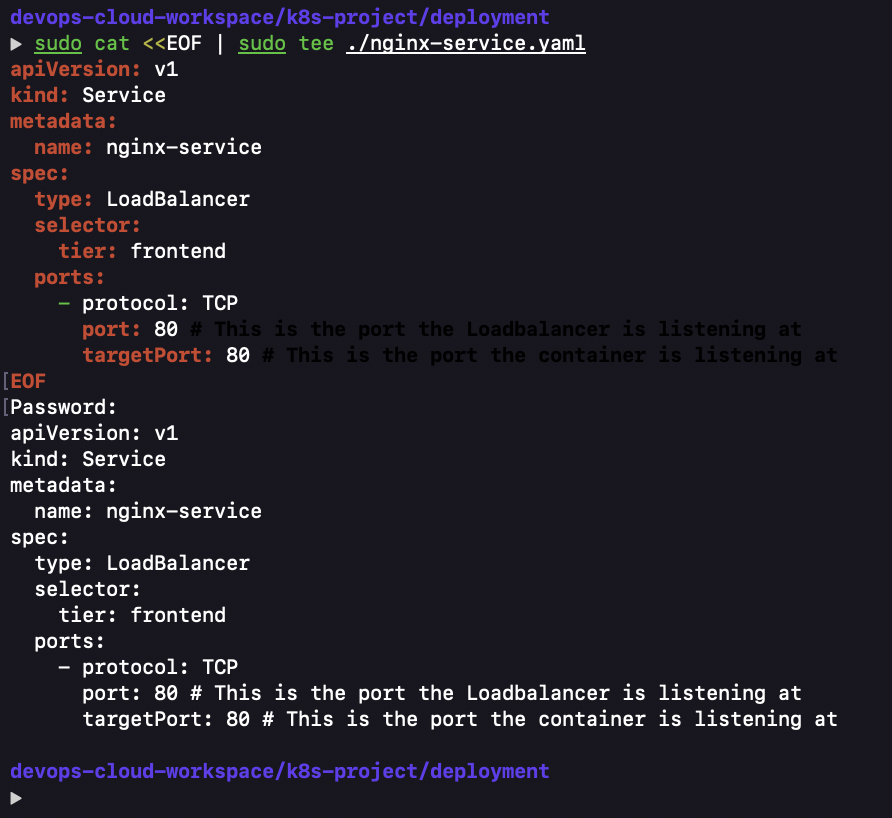 devops-cloud-workspace/k8s-project/deployment
▶ sudo cat <<EOF | sudo tee ./nginx-service.yaml
apiVersion: v1
kind: Service
metadata:
  name: nginx-service
spec:
  type: LoadBalancer
  selector:
    tier: frontend
  ports:
    - protocol: TCP
      port: 80 # This is the port the Loadbalancer is listening at
      targetPort: 80 # This is the port the container is listening at
[EOF
[Password:
apiVersion: v1
kind: Service
metadata:
  name: nginx-service
spec:
  type: LoadBalancer
  selector:
    tier: frontend
  ports:
    - protocol: TCP
      port: 80 # This is the port the Loadbalancer is listening at
      targetPort: 80 # This is the port the container is listening at
devops-cloud-workspace/k8s-project/deployment
▶